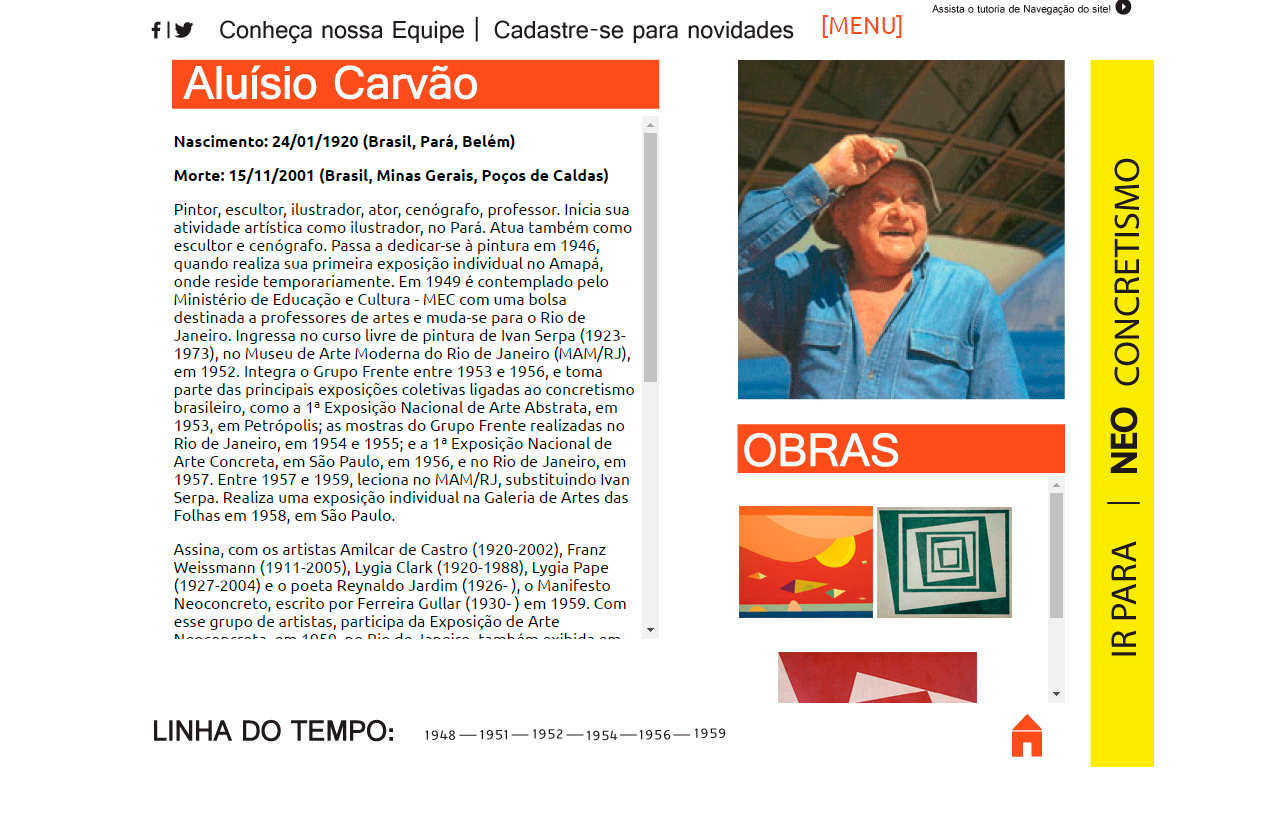 Assista o tutoria de Navegação do site!
Conheça nossa Equipe | Cadastre-se para novidades [MENU]
Aluísio Carvão
Nascimento: 24/01/1920 (Brasil, Pará, Belém)
Morte: 15/11/2001 (Brasil, Minas Gerais, Poços de Caldas)
Pintor, escultor, ilustrador, ator, cenógrafo, professor. Inicia sua
atividade artística como ilustrador, no Pará. Atua também como
escultor e cenógrafo. Passa a dedicar-se à pintura em 1946,
quando realiza sua primeira exposição individual no Amapá,
onde reside temporariamente. Em 1949 é contemplado pelo
Ministério de Educação e Cultura - MEC com uma bolsa
destinada a professores de artes e muda-se para o Rio de
Janeiro. Ingressa no curso livre de pintura de Ivan Serpa (1923-
1973), no Museu de Arte Moderna do Rio de Janeiro (MAM/RJ),
em 1952. Integra o Grupo Frente entre 1953 e 1956, e toma
parte das principais exposições coletivas ligadas ao concretismo
brasileiro, como a 1ª Exposição Nacional de Arte Abstrata, em
1953, em Petrópolis; as mostras do Grupo Frente realizadas no
Rio de Janeiro, em 1954 e 1955; e a 1ª Exposição Nacional de
Arte Concreta, em São Paulo, em 1956, e no Rio de Janeiro, em
1957. Entre 1957 e 1959, leciona no MAM/RJ, substituindo Ivan
Serpa. Realiza uma exposição individual na Galeria de Artes das
Folhas em 1958, em São Paulo.
Assina, com os artistas Amilcar de Castro (1920-2002), Franz
Weissmann (1911-2005), Lygia Clark (1920-1988), Lygia Pape
(1927-2004) e o poeta Reynaldo Jardim (1926- ), o Manifesto
Neoconcreto, escrito por Ferreira Gullar (1930- ) em 1959. Com
esse grupo de artistas, participa da Exposição de Arte
Neoconcreta, em 1959, no Rio de Janeiro, também exibida em
OBRAS
IR PARA | NEO CONCRETISMO
LINHA DO TEMPO: 1948 — 1951 — 1952 — 1954 — 1956 — 1959